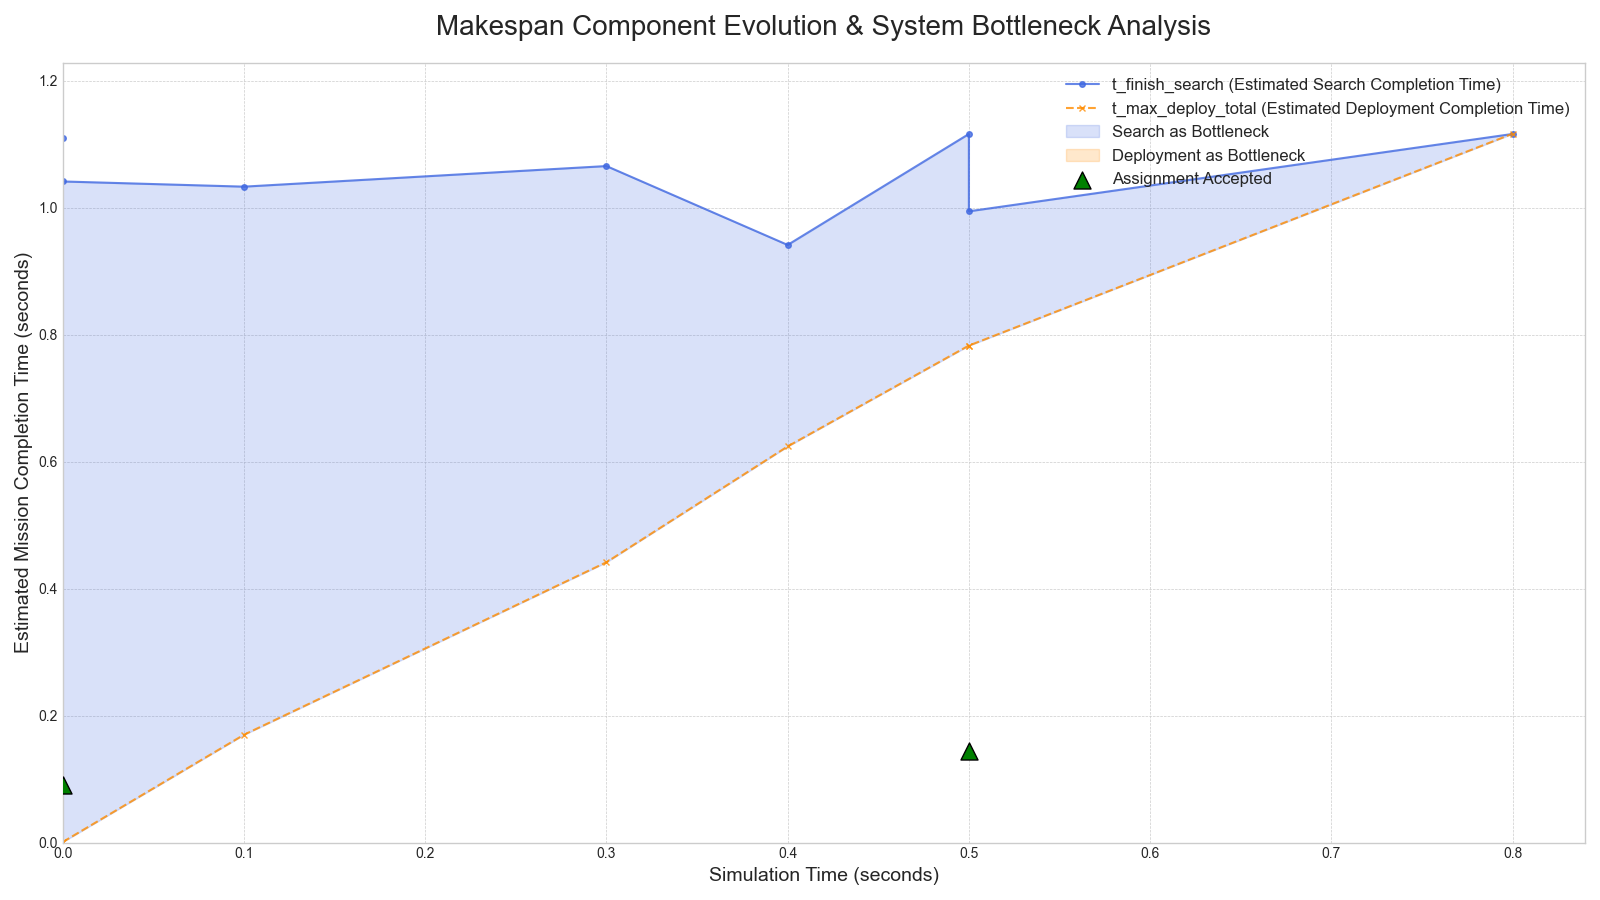 Makespan Component Evolution & System Bottleneck Analysis
t_finish_search (Estimated Search Completion Time)
t_max_deploy_total (Estimated Deployment Completion Time)
Search as Bottleneck
Deployment as Bottleneck
Assignment Accepted
Estimated Mission Completion Time (seconds)
1.2
1.0
0.8
0.6
0.4
0.2
0.0
0.0 0.1 0.2 0.3 0.4 0.5 0.6 0.7 0.8
Simulation Time (seconds)